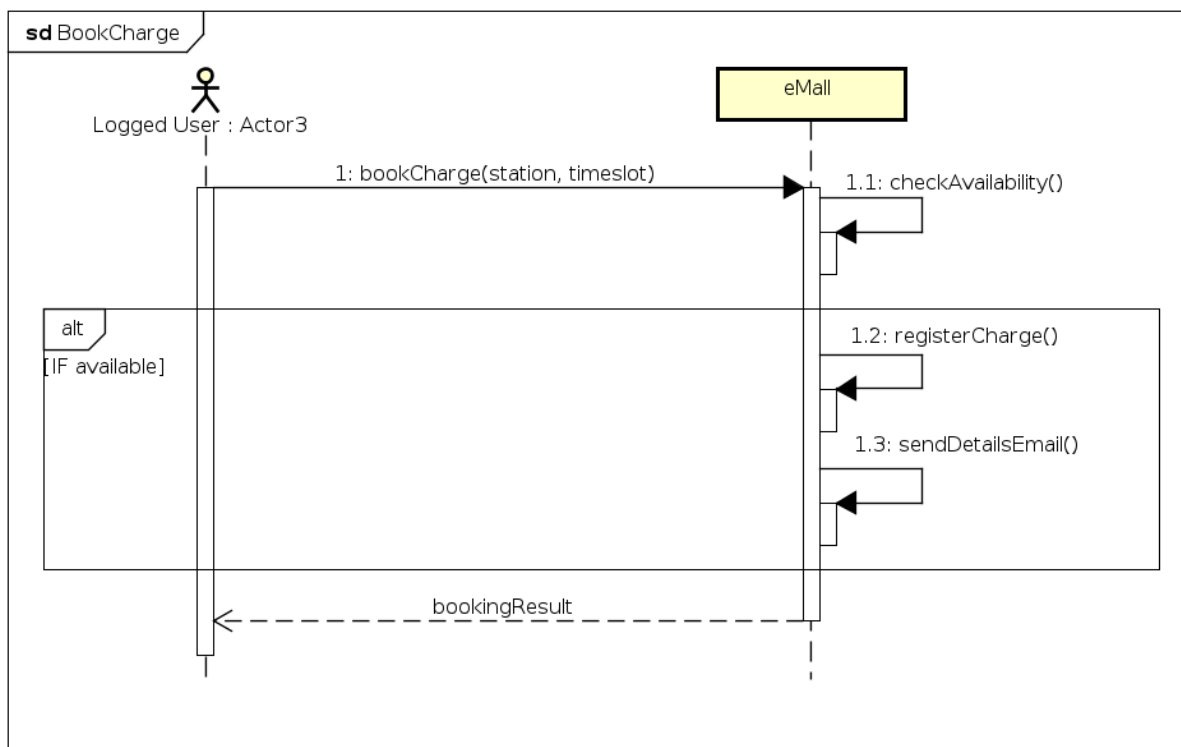 sd BookCharge
Logged User : Actor3
eMall
1: bookCharge(station, timeslot)
1.1: checkAvailability()
alt
[IF available]
1.2: registerCharge()
1.3: sendDetailsEmail()
bookingResult